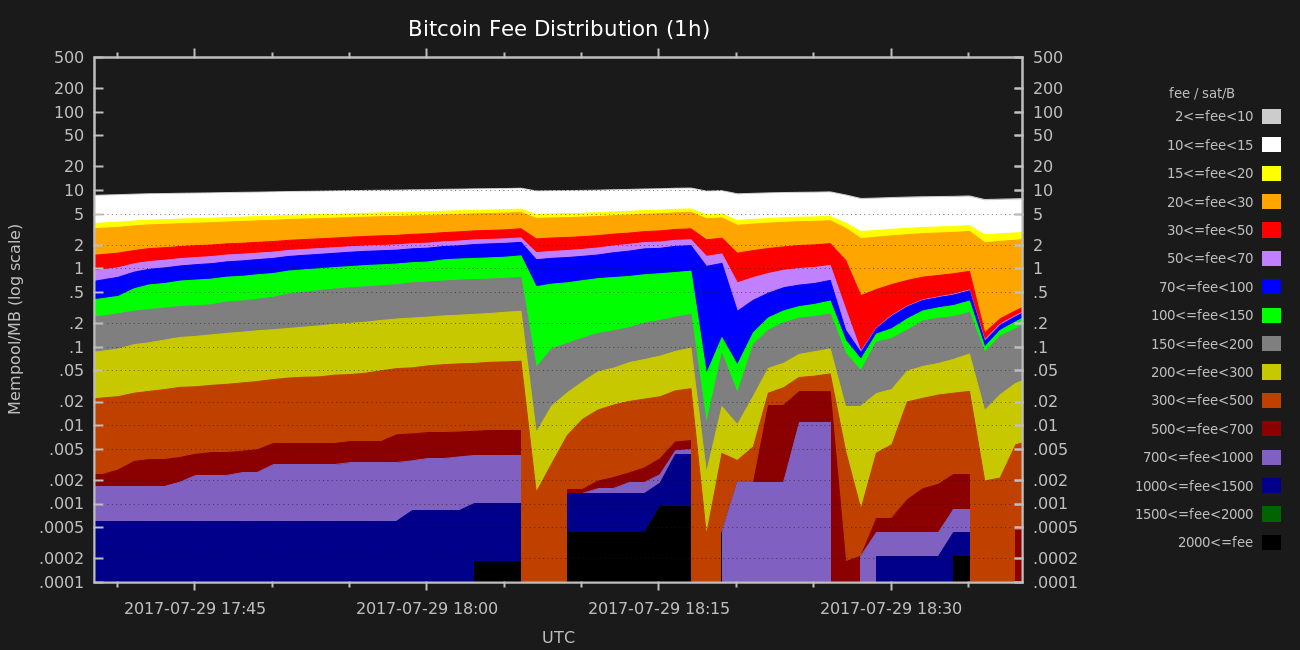 Bitcoin Fee Distribution (1h)
Mempool/MB (log scale)
500
200
100
50
20
10
5
2
1
.5
.2
.1
.05
.02
.01
.005
.002
.001
.0005
.0002
.0001
500
200
100
50
20
10
5
2
1
.5
.2
.1
.05
.02
.01
.005
.002
.001
.0005
.0002
.0001
2017-07-29 17:45
2017-07-29 18:00
2017-07-29 18:15
2017-07-29 18:30
UTC
fee / sat/B
2<=fee<10
10<=fee<15
15<=fee<20
20<=fee<30
30<=fee<50
50<=fee<70
70<=fee<100
100<=fee<150
150<=fee<200
200<=fee<300
300<=fee<500
500<=fee<700
700<=fee<1000
1000<=fee<1500
1500<=fee<2000
2000<=fee